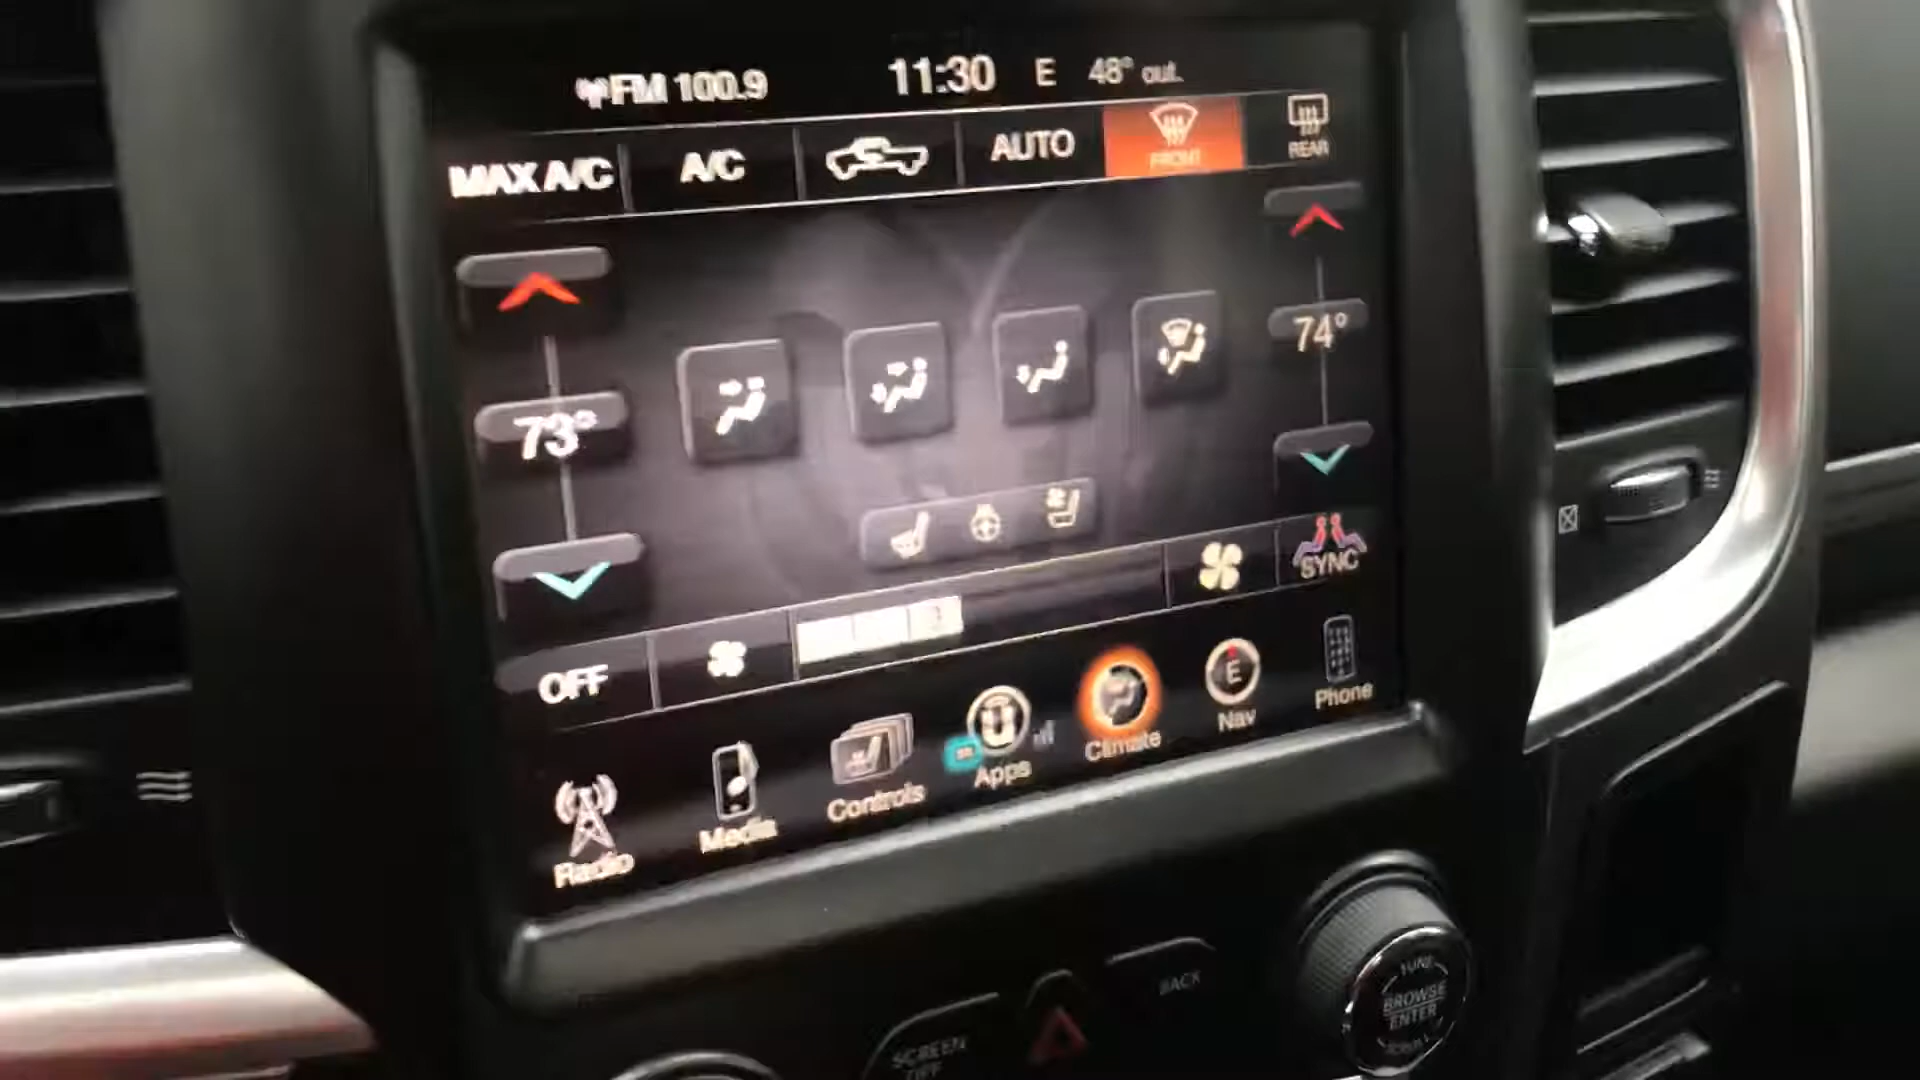 FM 100.9 11:30 E 48° out.
MAX A/C A/C AUTO FRONT REAR
73° 74°
SYNC
OFF
Radio Media Controls Apps Climate E Nav Phone
SCREEN
OFF
BACK
TUNE
BROWSE
ENTER